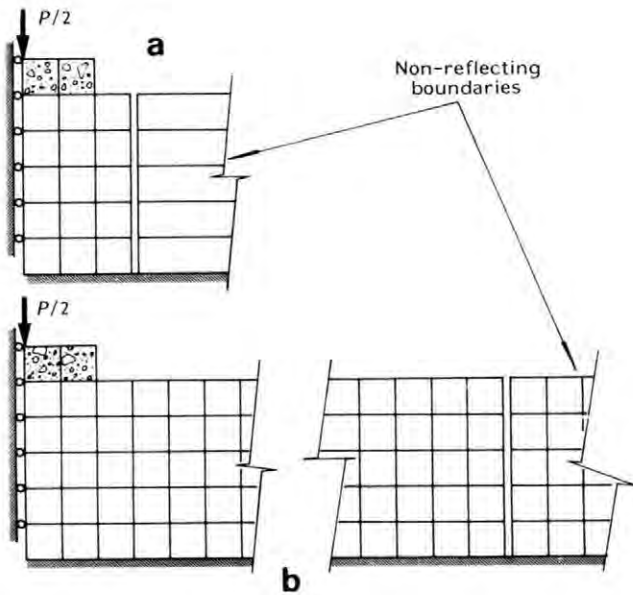 P/2
a
Non-reflecting
boundaries
P/2
b